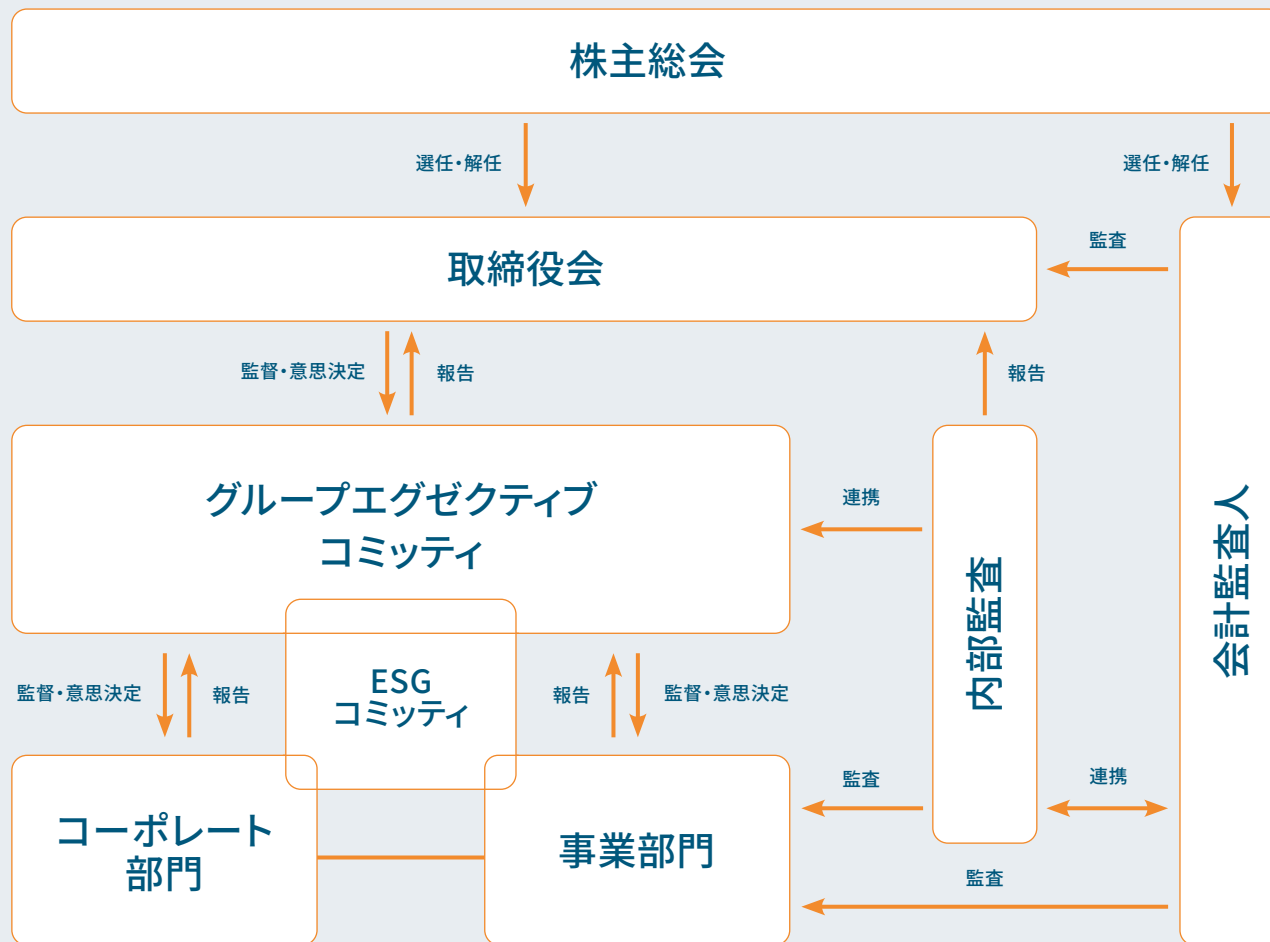 株主総会
選任・解任
選任・解任
取締役会
監査
監督・意思決定
報告
報告
グループエグゼクティブ
コミッティ
連携
内部監査
会計監査人
監督・意思決定
報告
ESG
コミッティ
報告
監督・意思決定
監査
連携
コーポレート
部門
事業部門
監査